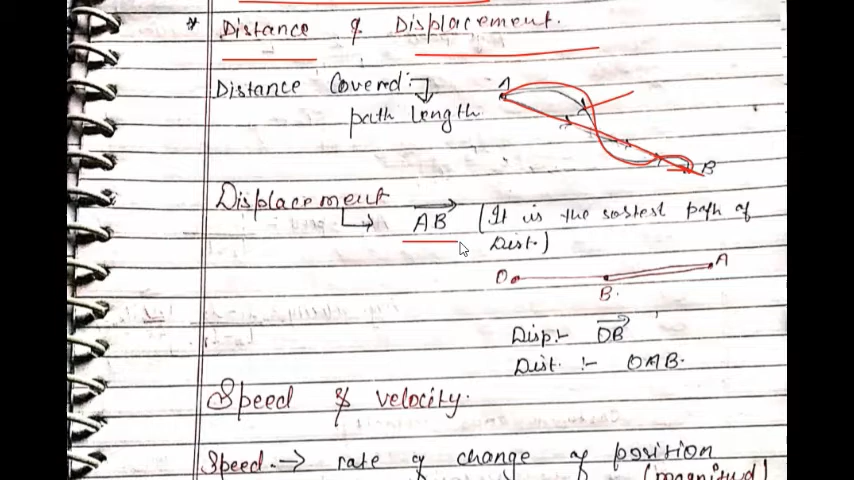 * Distance & Displacement.
Distance Covered:
path length
A
B
Displacement
AB (It is the sostest path of
Dist.)
O
B.
A
Disp:- OB
Dist. :- OAB.
Speed & velocity.
Speed. → rate of change of position
(magnitud)